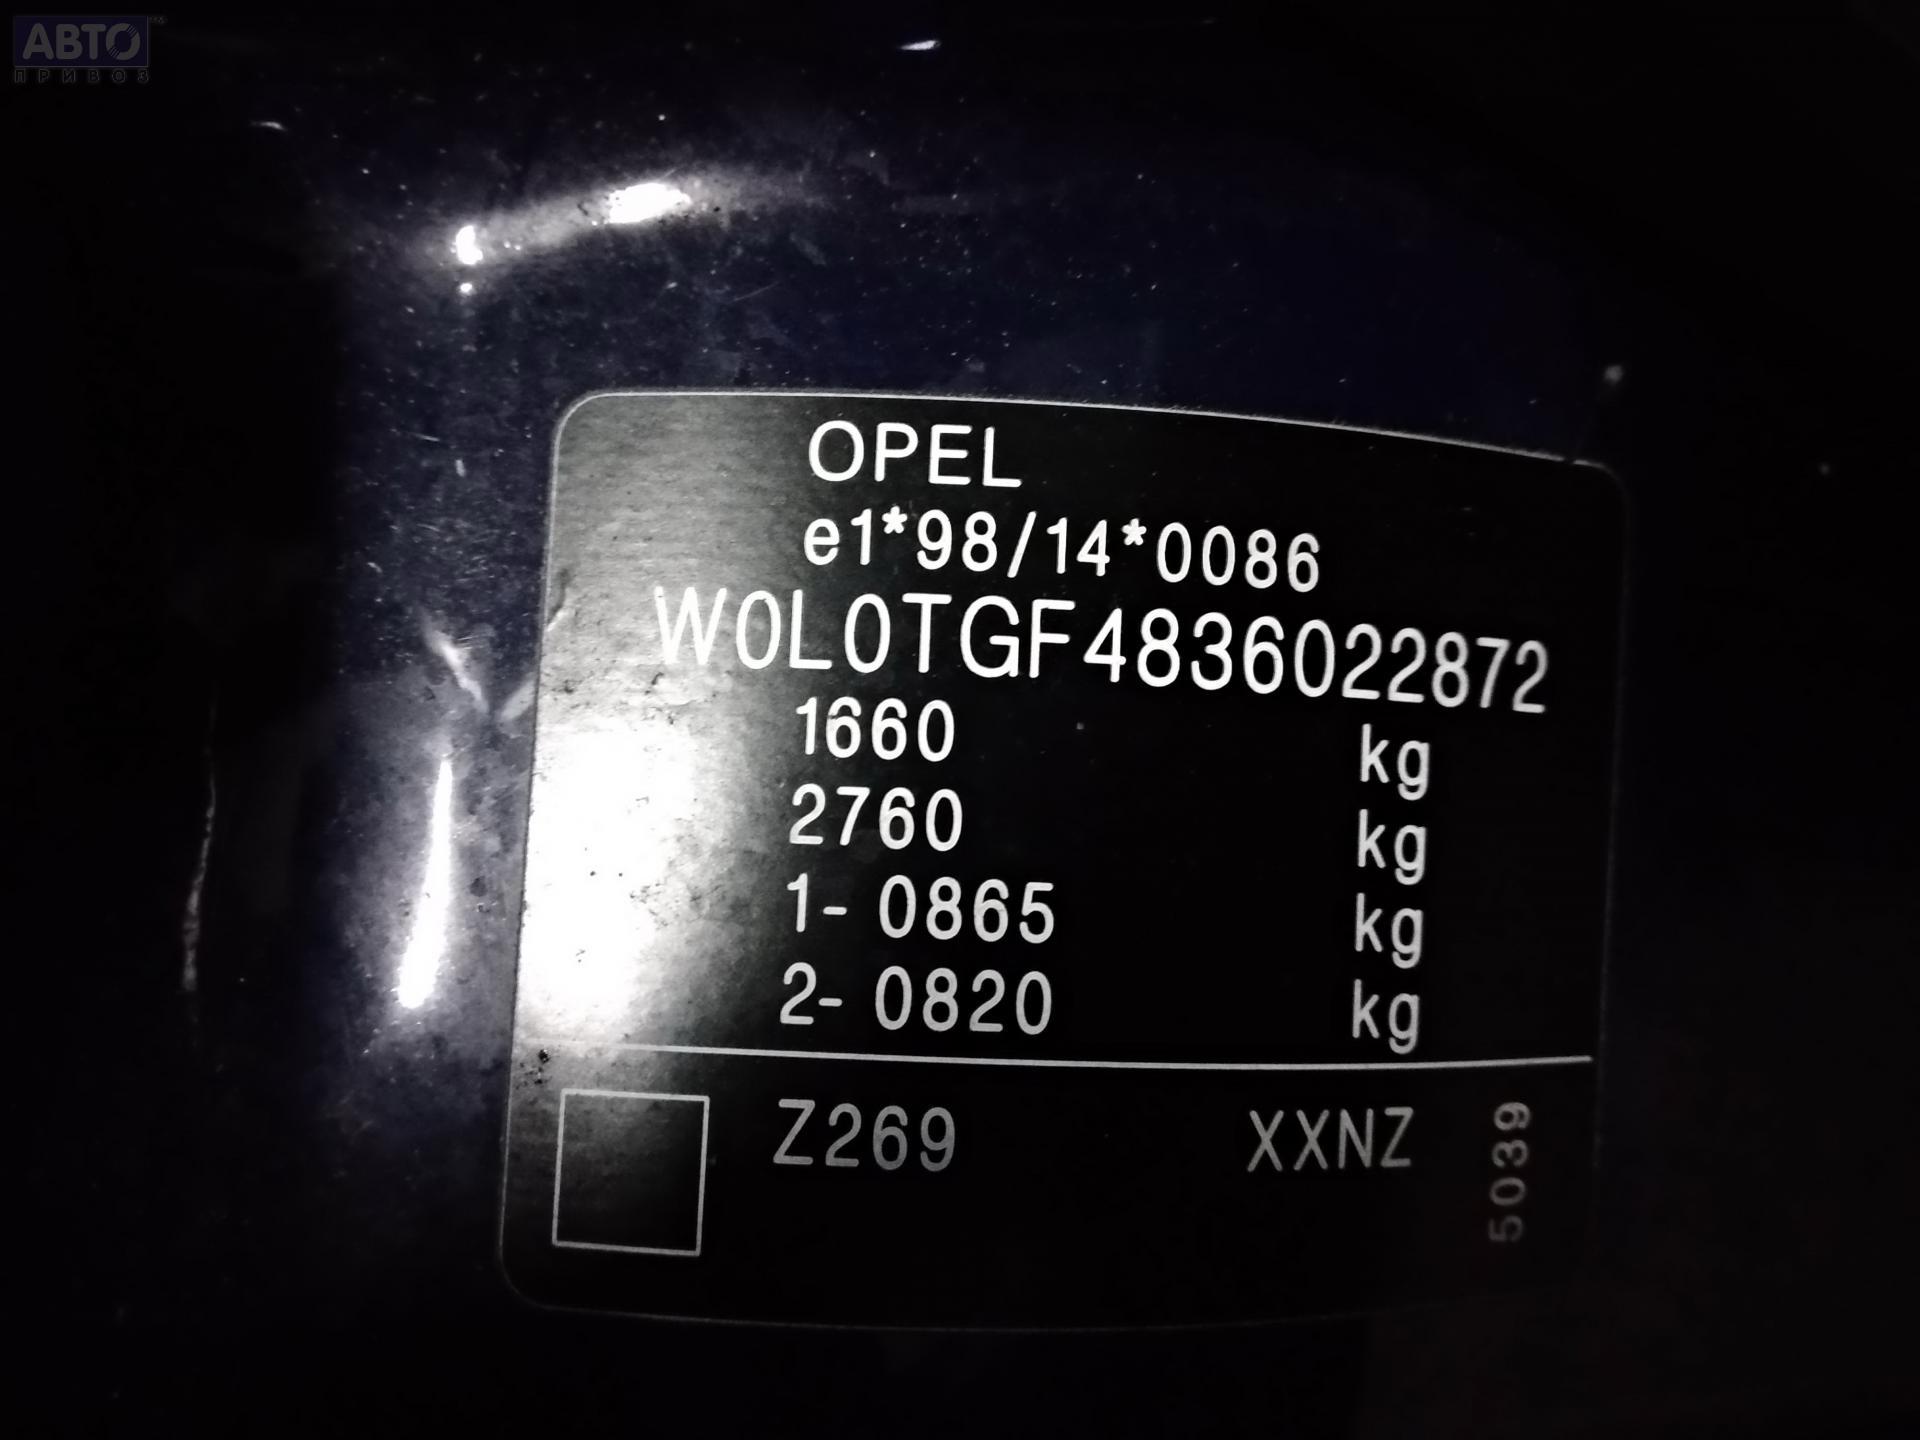 АВТО™
ПРИВОЗ
OPEL
e1*98/14*0086
W0L0TGF4836022872
1660 kg
2760 kg
1- 0865 kg
2- 0820 kg
Z269 XXNZ 5039